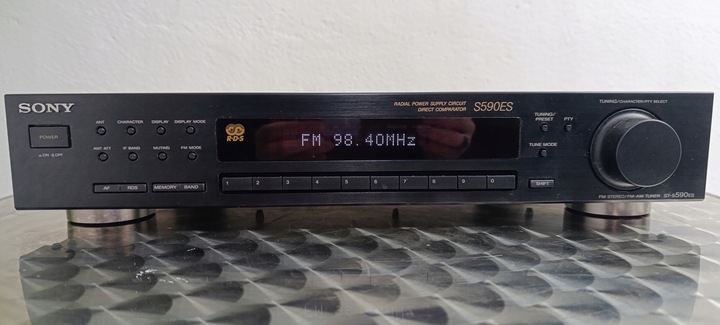 SONY
POWER
ON OFF
ANT
CHARACTER
DISPLAY
DISPLAY MODE
ANT ATT
IF BAND
MUTING
FM MODE
AF
RDS
MEMORY
BAND
R·D·S
FM 98.40MHz
RADIAL POWER SUPPLY CIRCUIT
DIRECT COMPARATOR
S590ES
1 2 3 4 5 6 7 8 9 0
TUNING/
PRESET
PTY
TUNE MODE
SHIFT
TUNING/CHARACTER/PTY SELECT
FM STEREO/FM-AM TUNER ST-S590ES